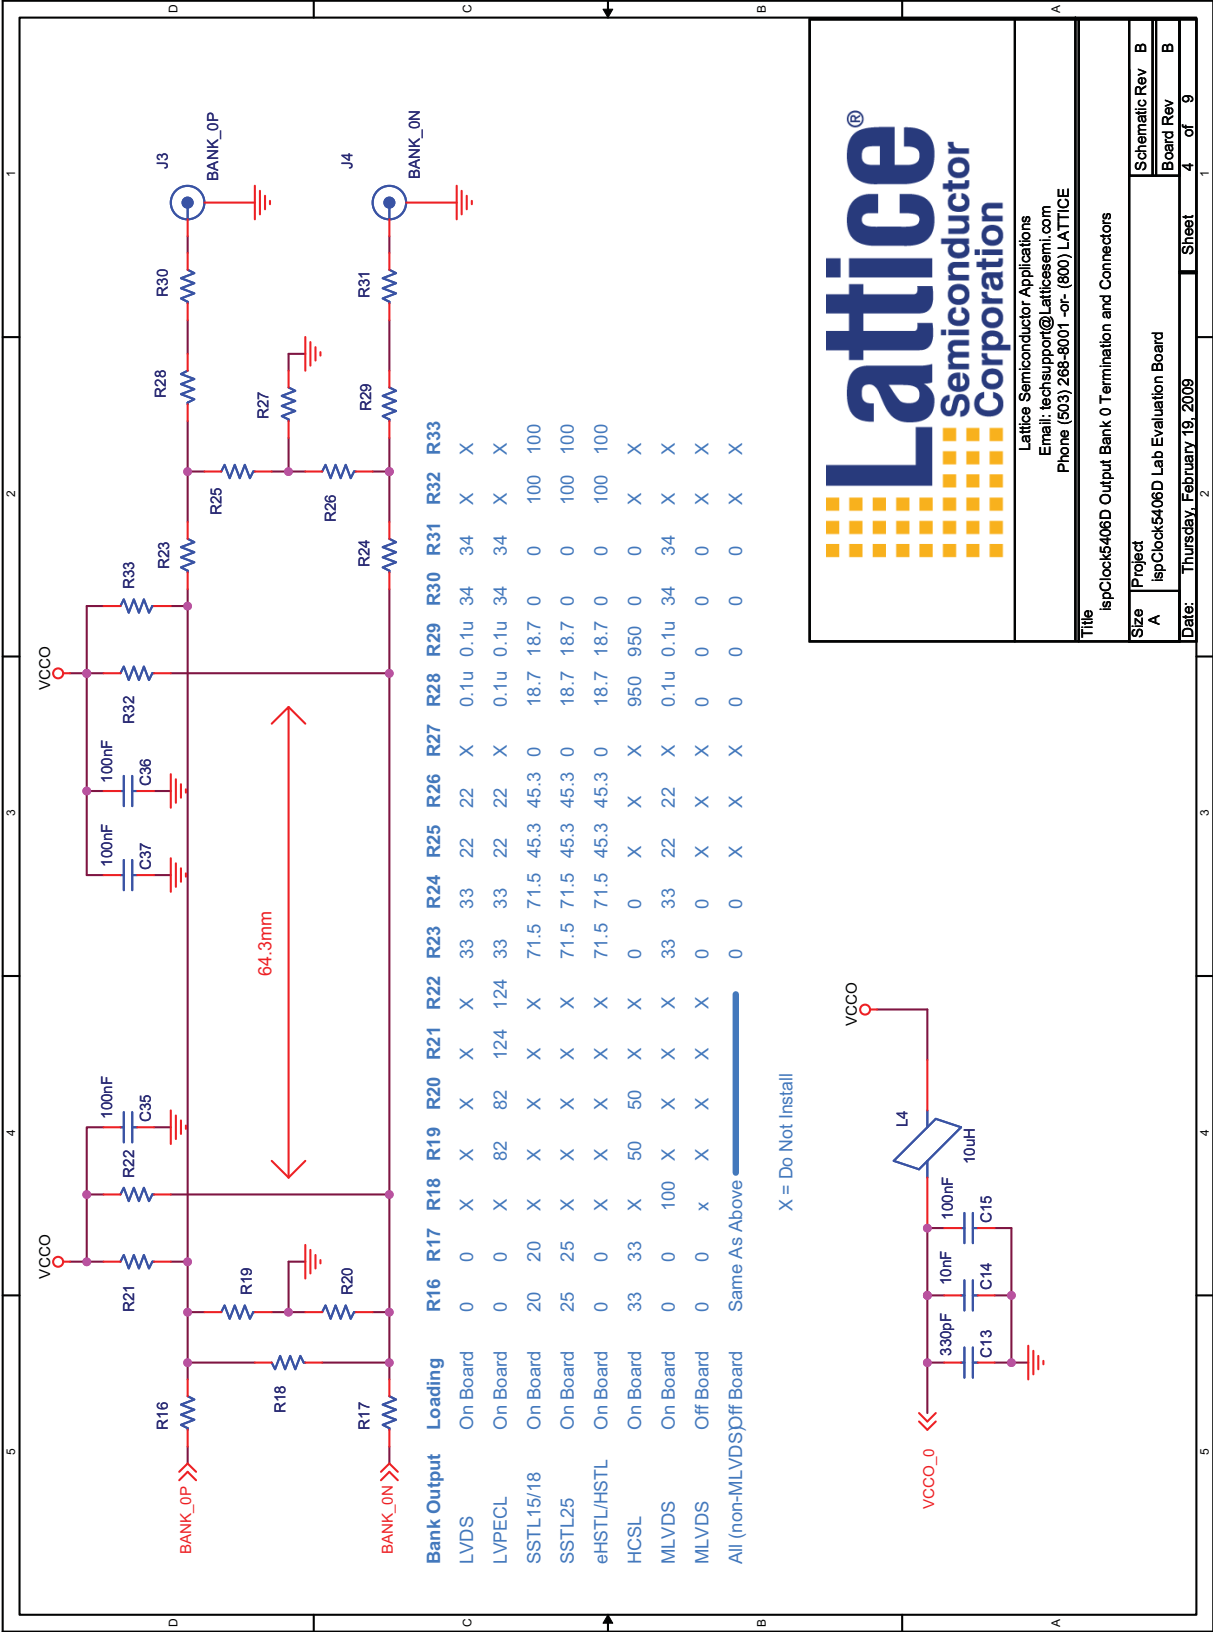 5
4
3
2
1
D
C
B
A
VCCO
VCCO
R21
R22
100nF
C35
100nF
C37
100nF
C36
R32
R33
BANK_0P
R16
R23
R28
R30
J3
BANK_0P
R18
R19
R20
64.3mm
R25
R26
R27
BANK_0N
R17
R24
R29
R31
J4
BANK_0N
Bank Output Loading R16 R17 R18 R19 R20 R21 R22 R23 R24 R25 R26 R27 R28 R29 R30 R31 R32 R33
LVDS On Board 0 0 X X X X X 33 33 22 22 X 0.1u 0.1u 34 34 X X
LVPECL On Board 0 0 X 82 82 124 124 33 33 22 22 X 0.1u 0.1u 34 34 X X
SSTL15/18 On Board 20 20 X X X X X 71.5 71.5 45.3 45.3 0 18.7 18.7 0 0 100 100
SSTL25 On Board 25 25 X X X X X 71.5 71.5 45.3 45.3 0 18.7 18.7 0 0 100 100
eHSTL/HSTL On Board 0 0 X X X X X 71.5 71.5 45.3 45.3 0 18.7 18.7 0 0 100 100
HCSL On Board 33 33 X 50 50 X X 0 0 X X X 950 950 0 0 X X
MLVDS On Board 0 0 100 X X X X 33 33 22 22 X 0.1u 0.1u 34 34 X X
MLVDS Off Board 0 0 x X X X X 0 0 X X X 0 0 0 0 X X
All (non-MLVDS) Off Board Same As Above 0 0 X X X 0 0 0 0 X X
X = Do Not Install
VCCO_0
330pF
C13
10nF
C14
100nF
C15
L4
10uH
VCCO
Lattice®
Semiconductor
Corporation
Lattice Semiconductor Applications
Email: techsupport@Latticesemi.com
Phone (503) 268-8001 -or- (800) LATTICE
Title
ispClock5406D Output Bank 0 Termination and Connectors
Size
A
Project
ispClock5406D Lab Evaluation Board
Schematic Rev B
Board Rev B
Date: Thursday, February 19, 2009
Sheet 4 of 9
5
4
3
2
1
D
C
B
A